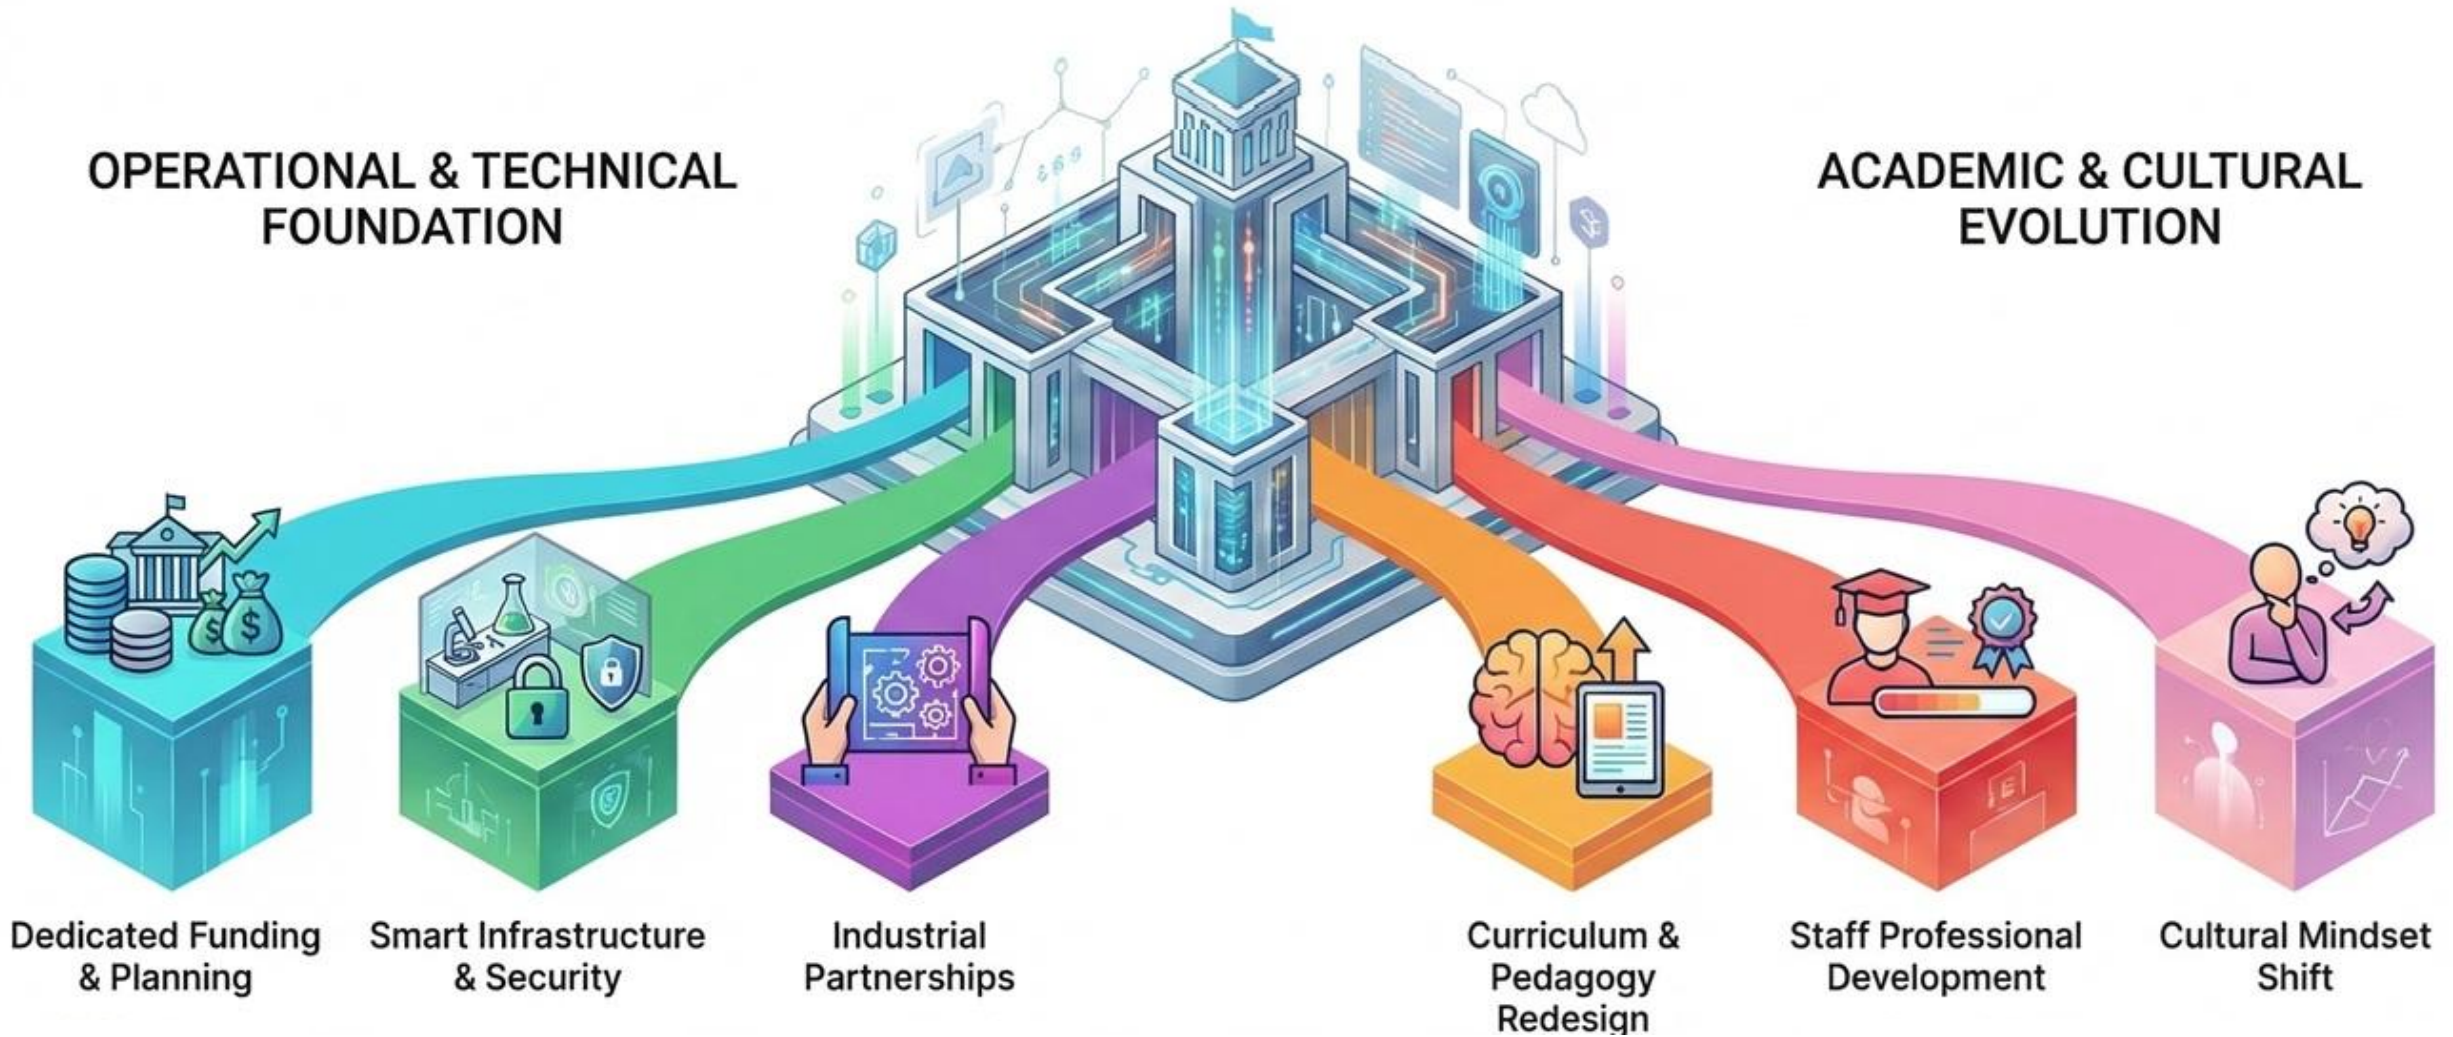 OPERATIONAL & TECHNICAL
FOUNDATION
ACADEMIC & CULTURAL
EVOLUTION
$
$
Dedicated Funding
& Planning
Smart Infrastructure
& Security
Industrial
Partnerships
Curriculum &
Pedagogy
Redesign
Staff Professional
Development
Cultural Mindset
Shift